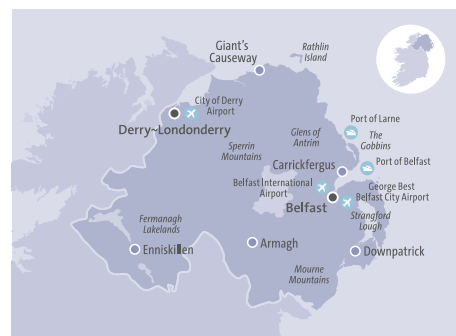 Giant's
Causeway
Rathlin
Island
City of Derry
Airport
Derry~Londonderry
Port of Larne
Glens of
Antrim
The
Gobbins
Sperrin
Mountains
Carrickfergus
Port of Belfast
Belfast International
Airport
George Best
Belfast City Airport
Belfast
Strangford
Lough
Fermanagh
Lakelands
Enniskillen
Armagh
Downpatrick
Mourne
Mountains